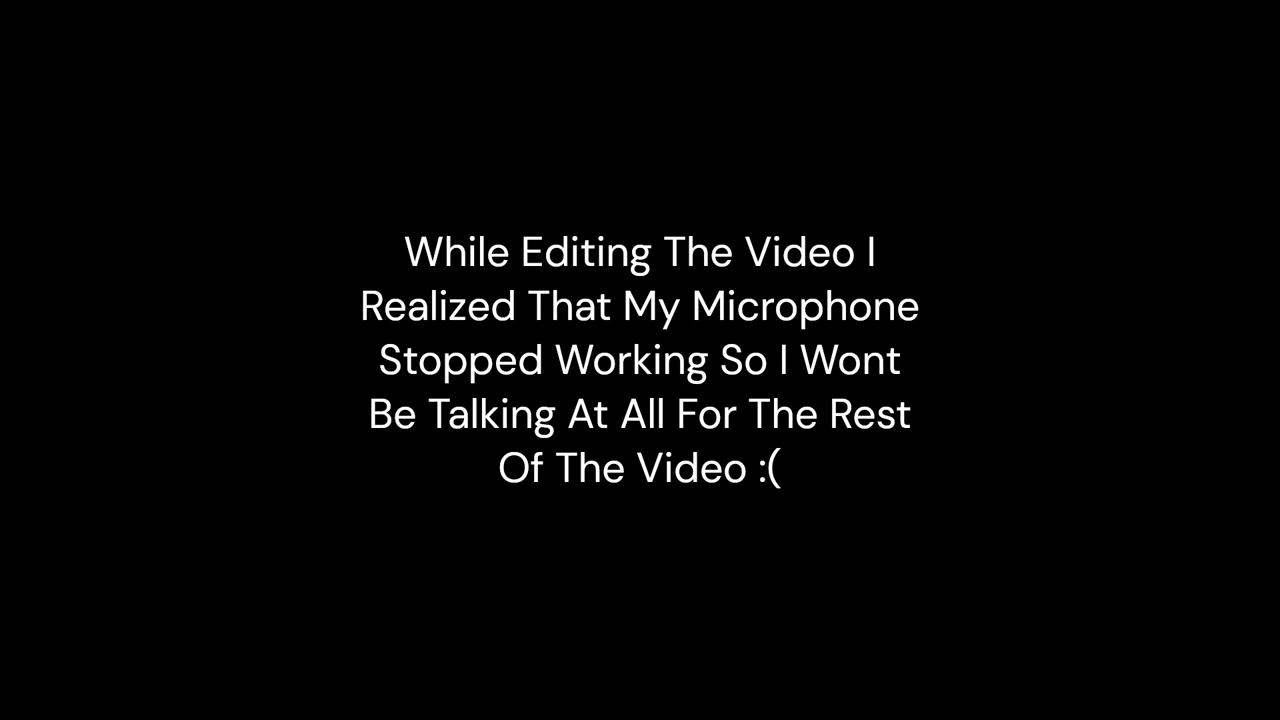 While Editing The Video I
Realized That My Microphone
Stopped Working So I Wont
Be Talking At All For The Rest
Of The Video :(